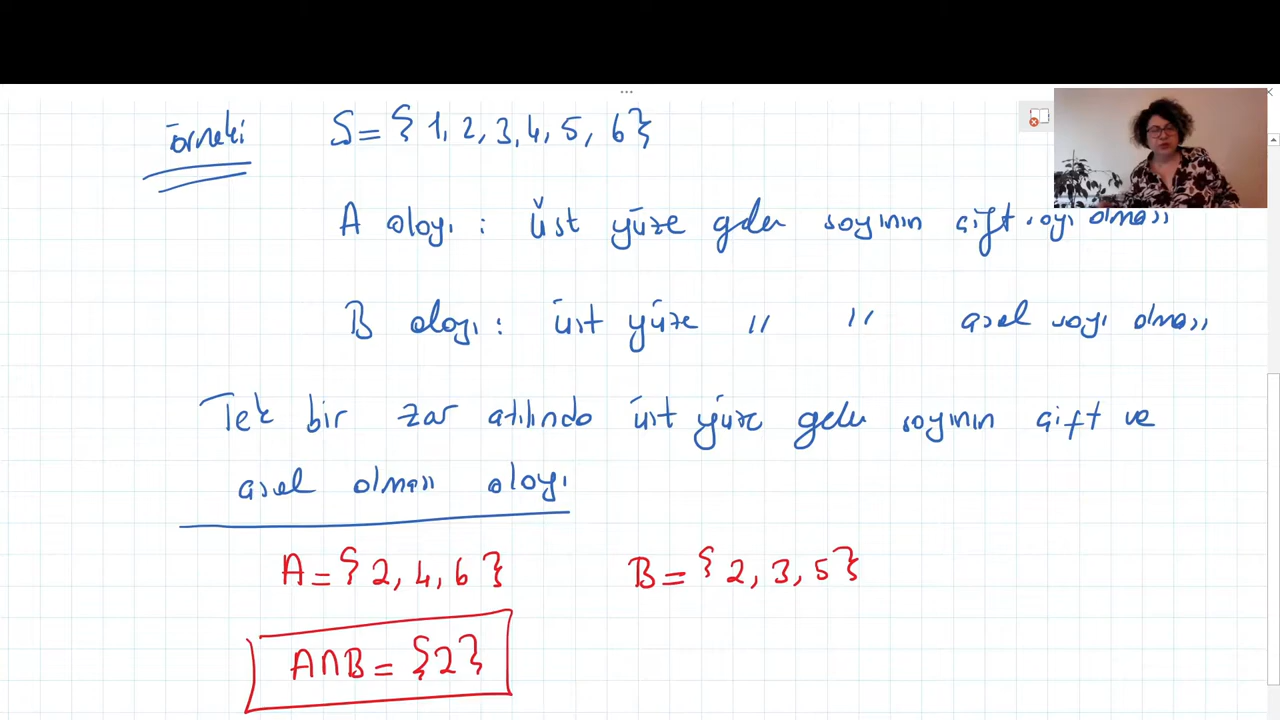 örnek: S = { 1, 2, 3, 4, 5, 6 }
A olayı : üst yüze gelen sayının çift sayı olması
B olayı : üst yüze " " asal sayı olması
Tek bir zar atılında üst yüze gelen sayının çift ve
asal olması olayı
A = { 2, 4, 6 } B = { 2, 3, 5 }
A∩B = { 2 }